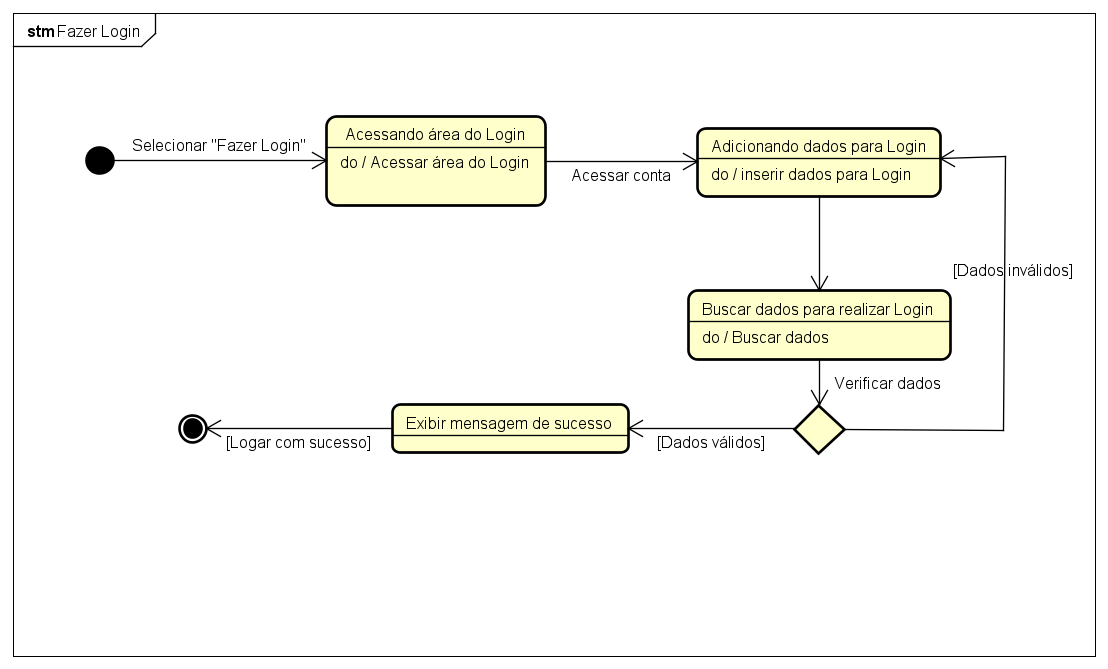 stm Fazer Login
Selecionar "Fazer Login"
Acessando área do Login
do / Acessar área do Login
Acessar conta
Adicionando dados para Login
do / inserir dados para Login
[Dados inválidos]
Buscar dados para realizar Login
do / Buscar dados
Verificar dados
Exibir mensagem de sucesso
[Logar com sucesso]
[Dados válidos]